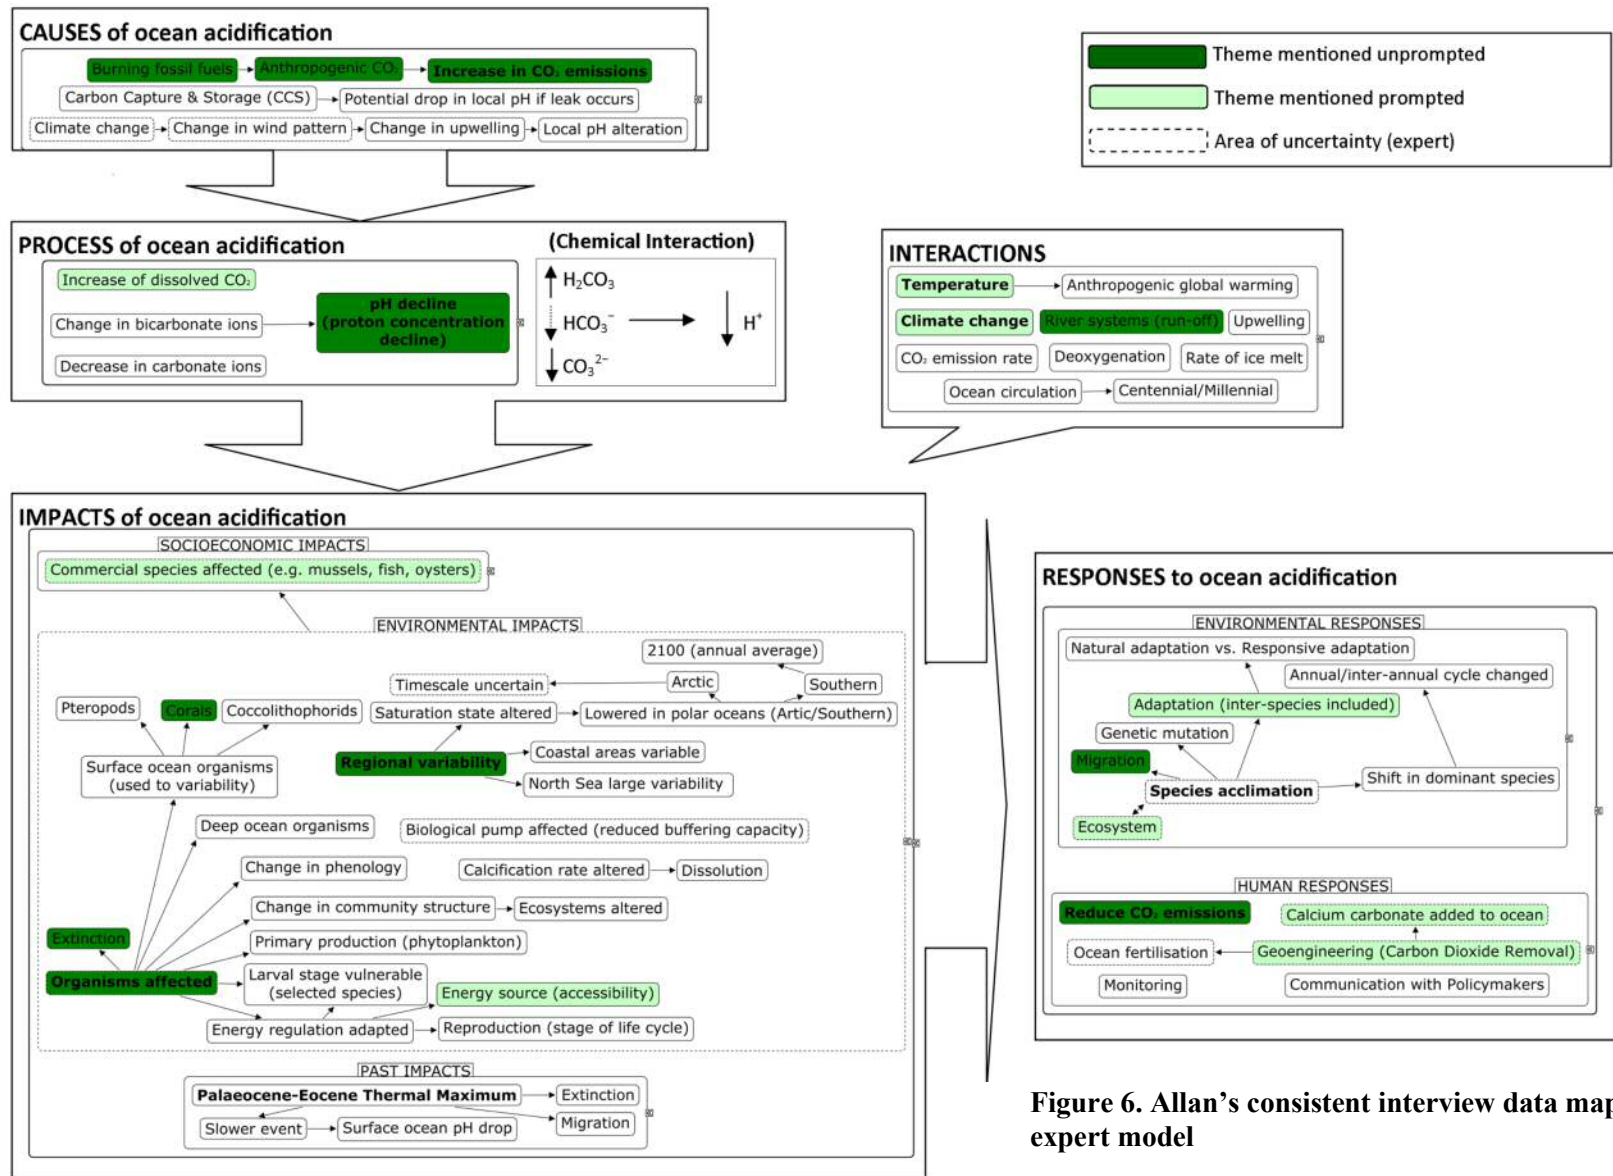 CAUSES of ocean acidification
Burning fossil fuels
Anthropogenic CO₂
Increase in CO₂ emissions
Carbon Capture & Storage (CCS)
Potential drop in local pH if leak occurs
Climate change
Change in wind pattern
Change in upwelling
Local pH alteration
Theme mentioned unprompted
Theme mentioned prompted
Area of uncertainty (expert)
PROCESS of ocean acidification
(Chemical Interaction)
Increase of dissolved CO₂
Change in bicarbonate ions
Decrease in carbonate ions
pH decline
(proton concentration
decline)
H₂CO₃
HCO₃⁻
CO₃²⁻
H⁺
INTERACTIONS
Temperature
Anthropogenic global warming
Climate change
River systems (run-off)
Upwelling
CO₂ emission rate
Deoxygenation
Rate of ice melt
Ocean circulation
Centennial/Millennial
IMPACTS of ocean acidification
SOCIOECONOMIC IMPACTS
Commercial species affected (e.g. mussels, fish, oysters)
ENVIRONMENTAL IMPACTS
2100 (annual average)
Timescale uncertain
Arctic
Southern
Pteropods
Corals
Coccolithophorids
Saturation state altered
Lowered in polar oceans (Artic/Southern)
Surface ocean organisms
(used to variability)
Regional variability
Coastal areas variable
North Sea large variability
Deep ocean organisms
Biological pump affected (reduced buffering capacity)
Change in phenology
Calcification rate altered
Dissolution
Change in community structure
Ecosystems altered
Extinction
Primary production (phytoplankton)
Organisms affected
Larval stage vulnerable
(selected species)
Energy source (accessibility)
Energy regulation adapted
Reproduction (stage of life cycle)
PAST IMPACTS
Palaeocene-Eocene Thermal Maximum
Extinction
Slower event
Surface ocean pH drop
Migration
RESPONSES to ocean acidification
ENVIRONMENTAL RESPONSES
Natural adaptation vs. Responsive adaptation
Annual/inter-annual cycle changed
Adaptation (inter-species included)
Genetic mutation
Migration
Shift in dominant species
Species acclimation
Ecosystem
HUMAN RESPONSES
Reduce CO₂ emissions
Calcium carbonate added to ocean
Ocean fertilisation
Geoengineering (Carbon Dioxide Removal)
Monitoring
Communication with Policymakers
Figure 6. Allan's consistent interview data map
expert model